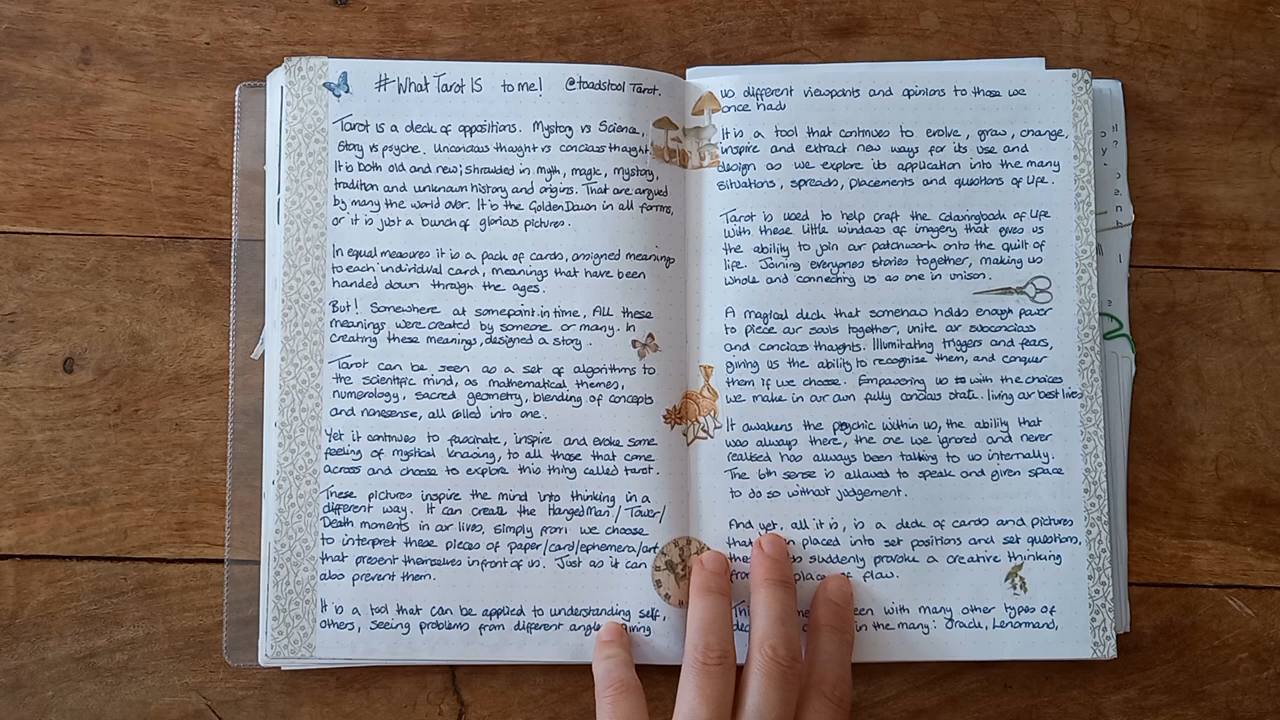 #What Tarot IS to me! @toadstool Tarot.
Tarot is a deck of oppositions. Mystery vs Science,
Story vs psyche. Unconcious thought vs concious thought.
It is both old and new; shrouded in myth, magic, mystery,
tradition and unknown history and origins. That are argued
by many the world over. It is the Golden Dawn in all forms,
or it is just a bunch of glorious pictures.
In equal measures it is a pack of cards, assigned meanings
to each individual card, meanings that have been
handed down through the ages.
But! Somewhere at somepoint in time, ALL these
meanings, were created by someone or many. In
creating these meanings, designed a story.
Tarot can be seen as a set of algorithms to
the scientific mind, as mathematical themes,
numerology, sacred geometry, blending of concepts
and nonesense, all rolled into one.
Yet it continues to fascinate, inspire and evoke some
feeling of mystical knowing, to all those that come
across and choose to explore this thing called tarot.
These pictures inspire the mind into thinking in a
different way. It can create the Hanged Man / Tower/
Death moments in our lives, simply from we choose
to interpret these pieces of paper/card/ephemera/art
that present themselves infront of us. Just as it can
also prevent them.
It is a tool that can be applied to understanding self,
others, seeing problems from different angles giving
us different viewpoints and opinions to those we
once had
It is a tool that continues to evolve, grow, change,
inspire and extract new ways for its use and
design as we explore its application into the many
situations, spreads, placements and questions of life.
Tarot is used to help craft the colouringbook of life
With these little windows of imagery that gives us
the ability to join our patchwork onto the quilt of
life. Joining everyones stories together, making us
whole and connecting us as one in unison.
A magical deck that somehow holds enough power
to piece our souls together, unite our subconcious
and concious thoughts. Illuminating triggers and fears,
giving us the ability to recognise them, and conquer
them if we choose. Empowering us to with the choices
we make in our own fully concious state. living our best lives
It awakens the psychic within us, the ability that
was always there, the one we ignored and never
realised has always been talking to us internally.
The 6th sense is allowed to speak and given space
to do so without judgement.
And yet, all it is, is a deck of cards and pictures
that placed into set positions and set questions,
suddenly provoke a creative thinking
from place of flow.
with many other types of
in the many: Oracle, Lenormand,